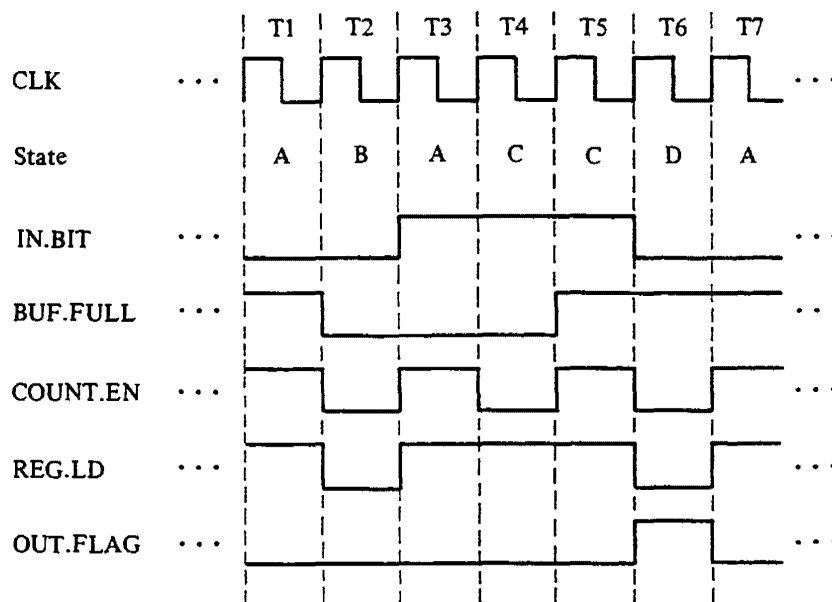 T1 T2 T3 T4 T5 T6 T7
CLK ··· ···
State A B A C C D A
IN.BIT ··· ···
BUF.FULL ··· ··
COUNT.EN ··· ···
REG.LD ··· ···
OUT.FLAG ··· ···